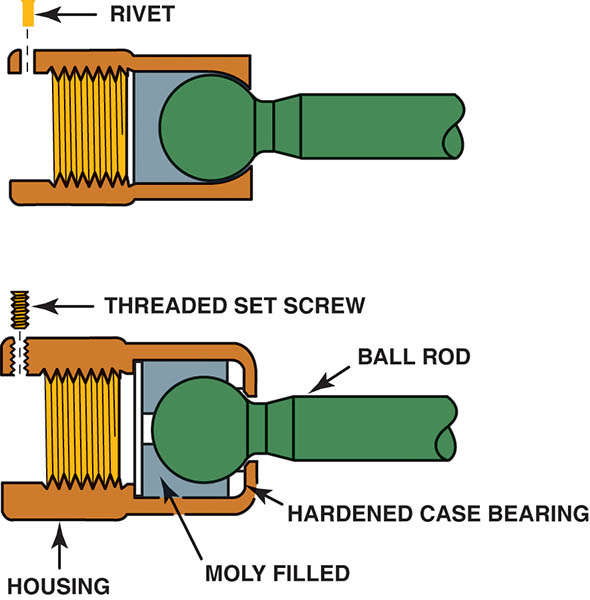 RIVET
THREADED SET SCREW
BALL ROD
HARDENED CASE BEARING
MOLY FILLED
HOUSING